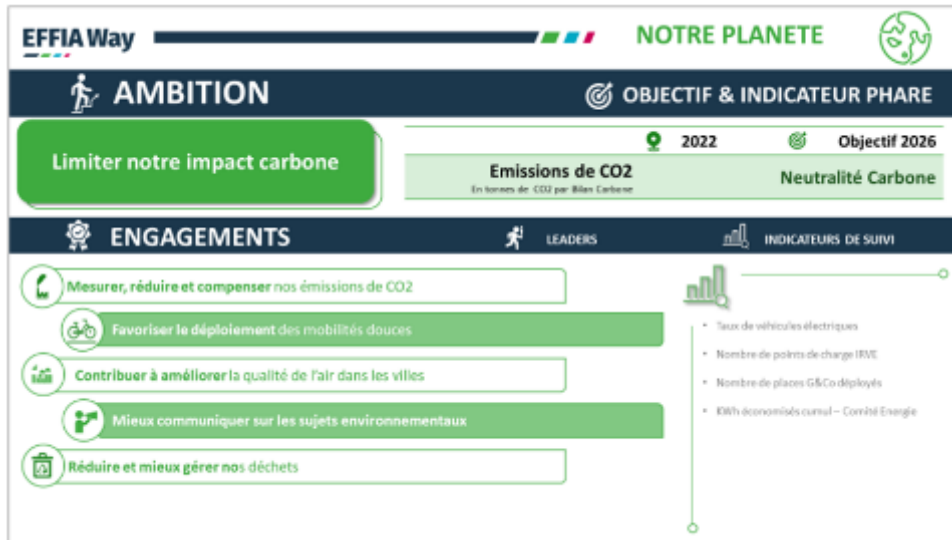 EFFIA Way
NOTRE PLANETE
AMBITION
OBJECTIF & INDICATEUR PHARE
2022
Objectif 2026
Limiter notre impact carbone
Emissions de CO2
En tonnes de CO2 par Bilan Carbone
Neutralité Carbone
ENGAGEMENTS
LEADERS
INDICATEURS DE SUIVI
Mesurer, réduire et compenser nos émissions de CO2
Favoriser le déploiement des mobilités douces
Contribuer à améliorer la qualité de l'air dans les villes
Mieux communiquer sur les sujets environnementaux
Réduire et mieux gérer nos déchets
• Taux de véhicules électriques
• Nombre de points de charge IRVE
• Nombre de places G&Co déployés
• KWh économisés cumul – Comité Energie